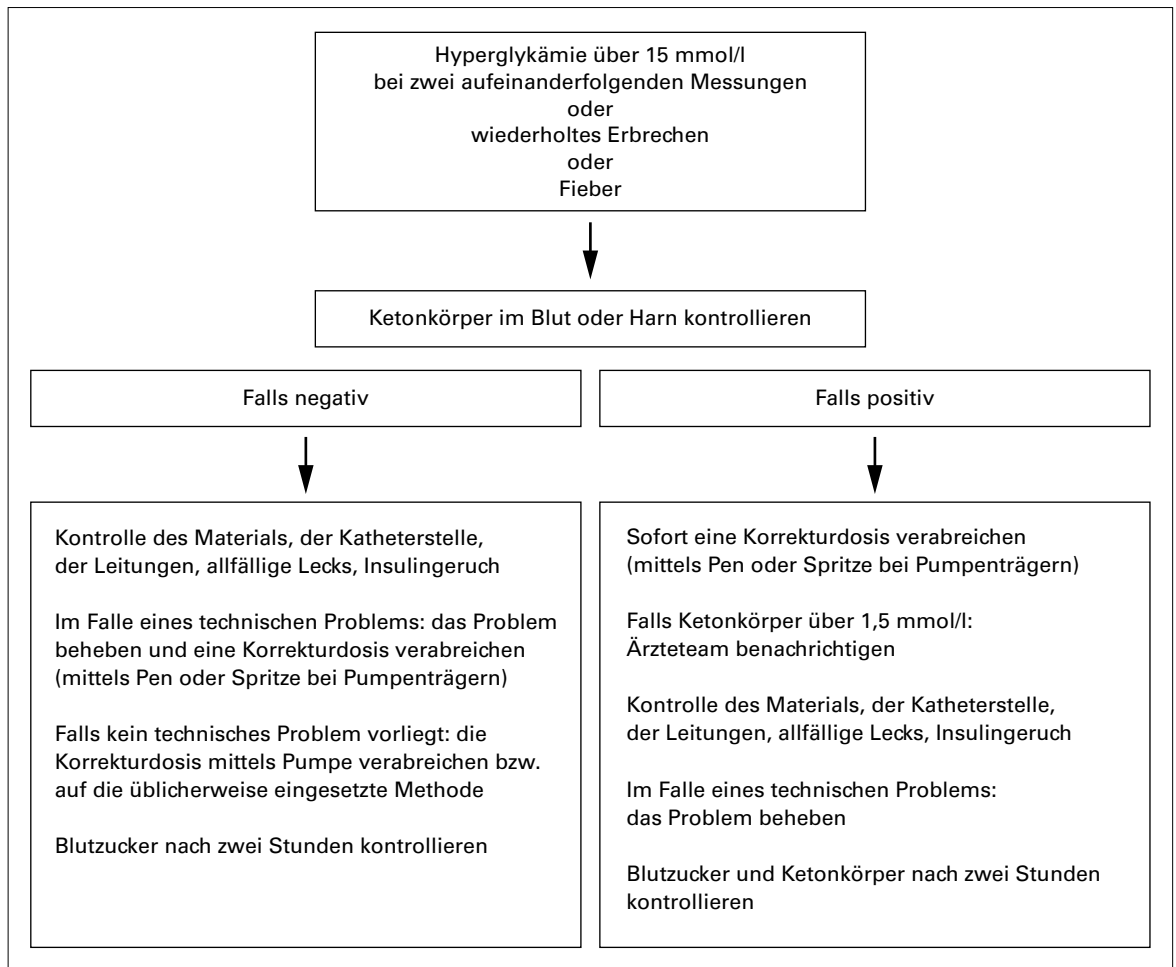 Hyperglykämie über 15 mmol/l
bei zwei aufeinanderfolgenden Messungen
oder
wiederholtes Erbrechen
oder
Fieber
Ketonkörper im Blut oder Harn kontrollieren
Falls negativ
Kontrolle des Materials, der Katheterstelle,
der Leitungen, allfällige Lecks, Insulingeruch
Im Falle eines technischen Problems: das Problem
beheben und eine Korrekturdosis verabreichen
(mittels Pen oder Spritze bei Pumpenträgern)
Falls kein technisches Problem vorliegt: die
Korrekturdosis mittels Pumpe verabreichen bzw.
auf die üblicherweise eingesetzte Methode
Blutzucker nach zwei Stunden kontrollieren
Falls positiv
Sofort eine Korrekturdosis verabreichen
(mittels Pen oder Spritze bei Pumpenträgern)
Falls Ketonkörper über 1,5 mmol/l:
Ärzteteam benachrichtigen
Kontrolle des Materials, der Katheterstelle,
der Leitungen, allfällige Lecks, Insulingeruch
Im Falle eines technischen Problems:
das Problem beheben
Blutzucker und Ketonkörper nach zwei Stunden
kontrollieren